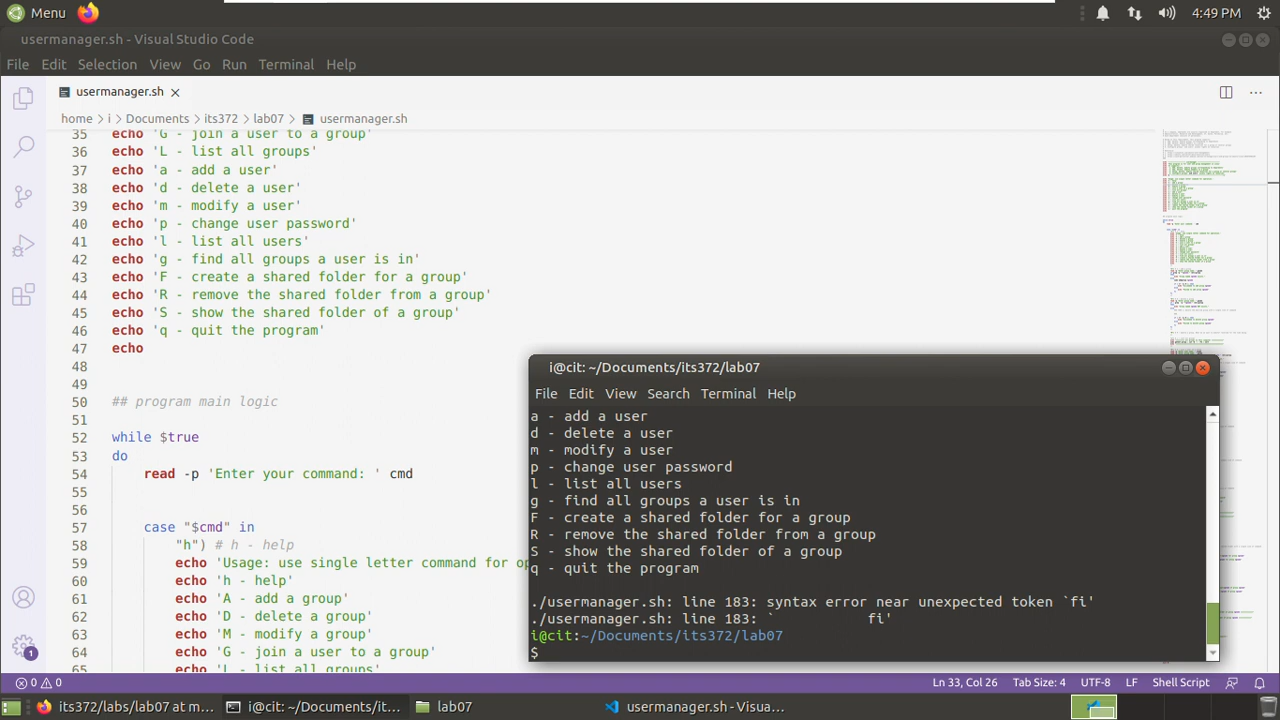 Menu
4:49 PM
usermanager.sh - Visual Studio Code
File Edit Selection View Go Run Terminal Help
usermanager.sh
home › i › Documents › its372 › lab07 › usermanager.sh
35 echo 'G - join a user to a group'
36 echo 'L - list all groups'
37 echo 'a - add a user'
38 echo 'd - delete a user'
39 echo 'm - modify a user'
40 echo 'p - change user password'
41 echo 'l - list all users'
42 echo 'g - find all groups a user is in'
43 echo 'F - create a shared folder for a group'
44 echo 'R - remove the shared folder from a group'
45 echo 'S - show the shared folder of a group'
46 echo 'q - quit the program'
47 echo
48
49
50 ## program main logic
51
52 while $true
53 do
54 read -p 'Enter your command: ' cmd
55
56
57 case "$cmd" in
58 "h") # h - help
59 echo 'Usage: use single letter command for op
60 echo 'h - help'
61 echo 'A - add a group'
62 echo 'D - delete a group'
63 echo 'M - modify a group'
64 echo 'G - join a user to a group'
65 echo 'L - list all groups'
i@cit: ~/Documents/its372/lab07
File Edit View Search Terminal Help
a - add a user
d - delete a user
m - modify a user
p - change user password
l - list all users
g - find all groups a user is in
F - create a shared folder for a group
R - remove the shared folder from a group
S - show the shared folder of a group
q - quit the program
./usermanager.sh: line 183: syntax error near unexpected token `fi'
./usermanager.sh: line 183: `            fi'
i@cit:~/Documents/its372/lab07
$
1
0 0
Ln 33, Col 26 Tab Size: 4 UTF-8 LF Shell Script
its372/labs/lab07 at m... i@cit: ~/Documents/it... lab07 usermanager.sh - Visua...